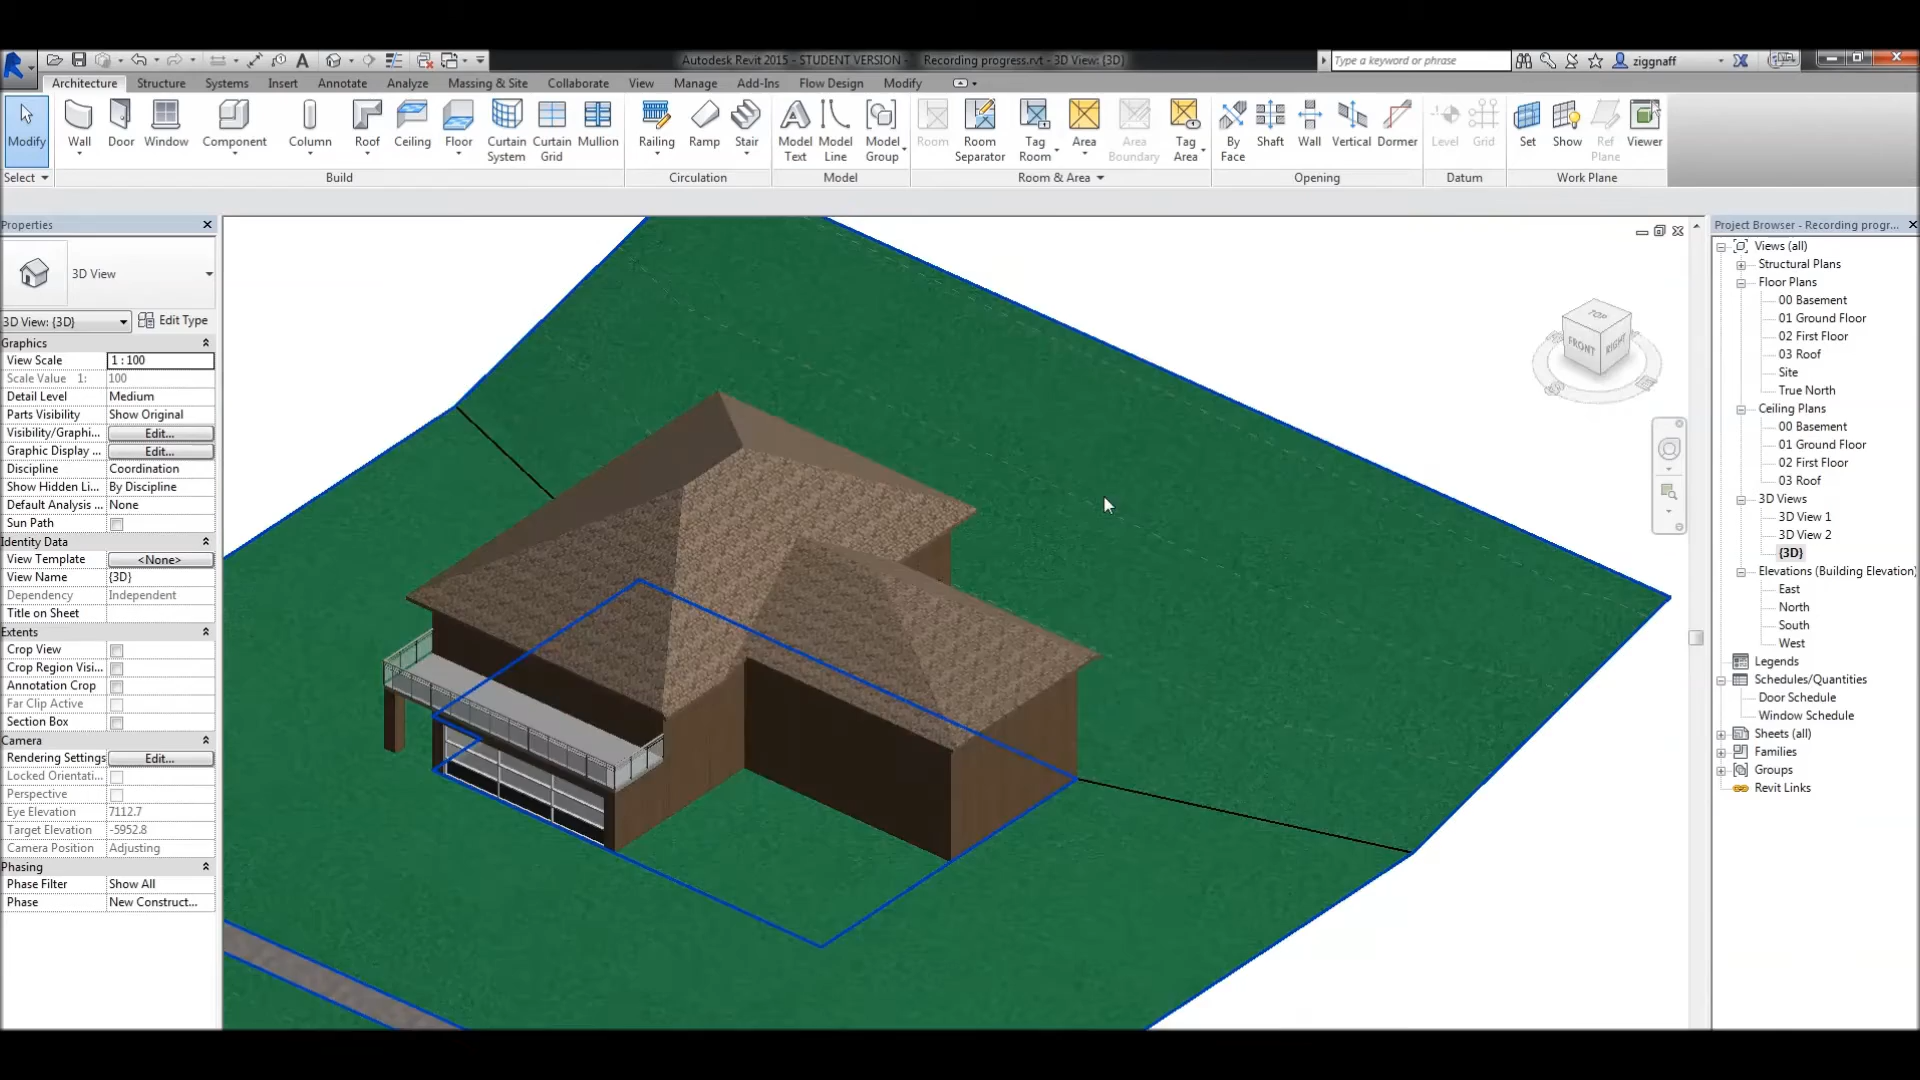 Autodesk Revit 2015 - STUDENT VERSION - Recording progress.rvt - 3D View: {3D}
Type a keyword or phrase
ziggnaff
Architecture Structure Systems Insert Annotate Analyze Massing & Site Collaborate View Manage Add-Ins Flow Design Modify
Modify Wall Door Window Component Column Roof Ceiling Floor Curtain System Curtain Grid Mullion Railing Ramp Stair Model Text Model Line Model Group Room Room Separator Tag Room Area Area Boundary Tag Area By Face Shaft Wall Vertical Dormer Level Grid Set Show Ref Plane Viewer
Select Build Circulation Model Room & Area Opening Datum Work Plane
Properties
3D View
3D View: {3D} Edit Type
Graphics
View Scale 1 : 100
Scale Value 1: 100
Detail Level Medium
Parts Visibility Show Original
Visibility/Graphi... Edit...
Graphic Display ... Edit...
Discipline Coordination
Show Hidden Li... By Discipline
Default Analysis ... None
Sun Path
Identity Data
View Template <None>
View Name {3D}
Dependency Independent
Title on Sheet
Extents
Crop View
Crop Region Visi...
Annotation Crop
Far Clip Active
Section Box
Camera
Rendering Settings Edit...
Locked Orientati...
Perspective
Eye Elevation 7112.7
Target Elevation -5952.8
Camera Position Adjusting
Phasing
Phase Filter Show All
Phase New Construct...
TOP
FRONT
RIGHT
Project Browser - Recording progr...
Views (all)
Structural Plans
Floor Plans
00 Basement
01 Ground Floor
02 First Floor
03 Roof
Site
True North
Ceiling Plans
00 Basement
01 Ground Floor
02 First Floor
03 Roof
3D Views
3D View 1
3D View 2
{3D}
Elevations (Building Elevation)
East
North
South
West
Legends
Schedules/Quantities
Door Schedule
Window Schedule
Sheets (all)
Families
Groups
Revit Links